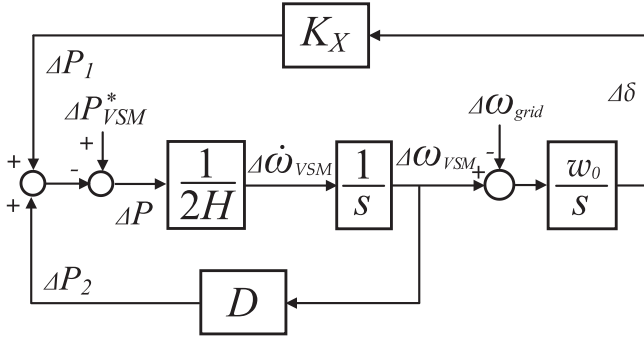 K_X
ΔP_1
Δδ
ΔP*_VSM
Δω_grid
+
-
+
-
+
+
ΔP
1
2H
Δω̇_VSM
1
s
Δω_VSM
+
w_0
s
ΔP_2
D